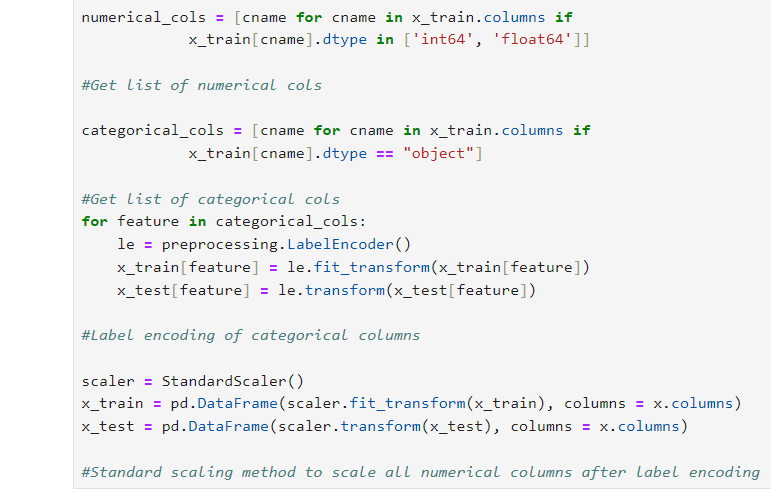 numerical_cols = [cname for cname in x_train.columns if
            x_train[cname].dtype in ['int64', 'float64']]
#Get list of numerical cols
categorical_cols = [cname for cname in x_train.columns if
            x_train[cname].dtype == "object"]
#Get list of categorical cols
for feature in categorical_cols:
    le = preprocessing.LabelEncoder()
    x_train[feature] = le.fit_transform(x_train[feature])
    x_test[feature] = le.transform(x_test[feature])
#Label encoding of categorical columns
scaler = StandardScaler()
x_train = pd.DataFrame(scaler.fit_transform(x_train), columns = x.columns)
x_test = pd.DataFrame(scaler.transform(x_test), columns = x.columns)
#Standard scaling method to scale all numerical columns after label encoding